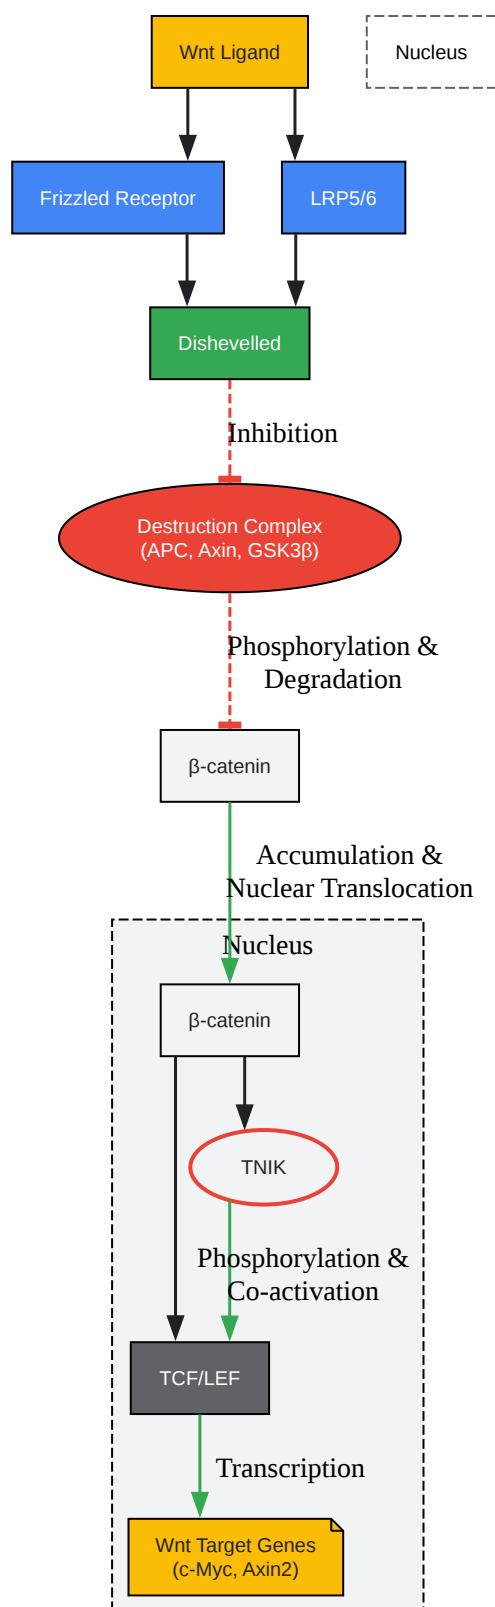 Wnt Ligand
Nucleus
Frizzled Receptor
LRP5/6
Dishevelled
Inhibition
Destruction Complex
(APC, Axin, GSK3β)
Phosphorylation &
Degradation
β-catenin
Accumulation &
Nuclear Translocation
Nucleus
β-catenin
TNIK
Phosphorylation &
Co-activation
TCF/LEF
Transcription
Wnt Target Genes
(c-Myc, Axin2)